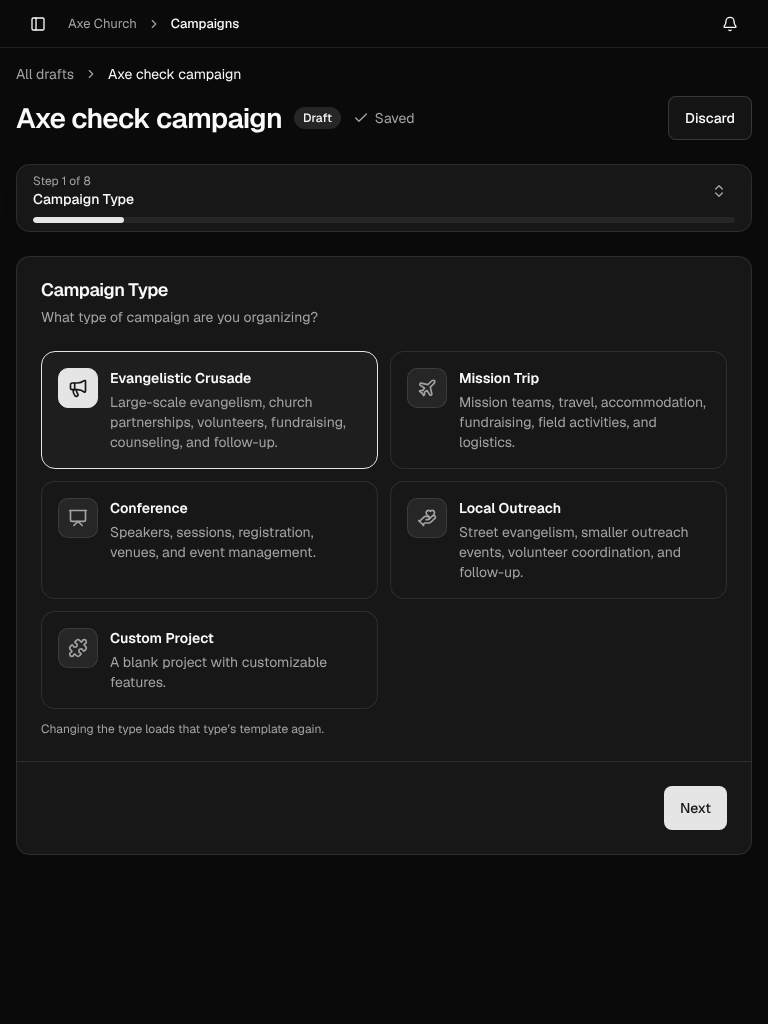 Axe Church > Campaigns
All drafts > Axe check campaign
Axe check campaign
Draft
Saved
Discard
Step 1 of 8
Campaign Type
Campaign Type
What type of campaign are you organizing?
Evangelistic Crusade
Large-scale evangelism, church
partnerships, volunteers, fundraising,
counseling, and follow-up.
Mission Trip
Mission teams, travel, accommodation,
fundraising, field activities, and
logistics.
Conference
Speakers, sessions, registration,
venues, and event management.
Local Outreach
Street evangelism, smaller outreach
events, volunteer coordination, and
follow-up.
Custom Project
A blank project with customizable
features.
Changing the type loads that type's template again.
Next